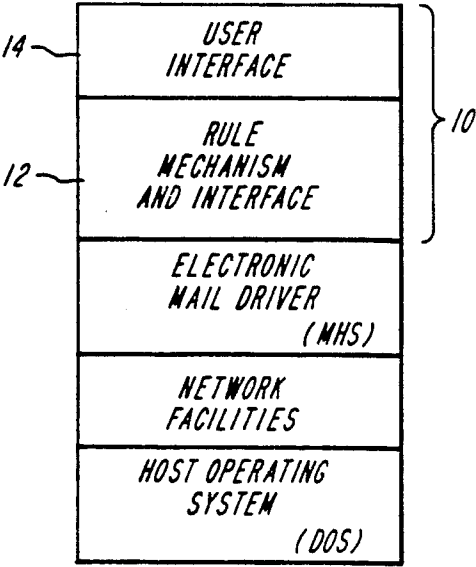 14
USER
INTERFACE
10
12
RULE
MECHANISM
AND INTERFACE
ELECTRONIC
MAIL DRIVER
(MHS)
NETWORK
FACILITIES
HOST OPERATING
SYSTEM
(DOS)